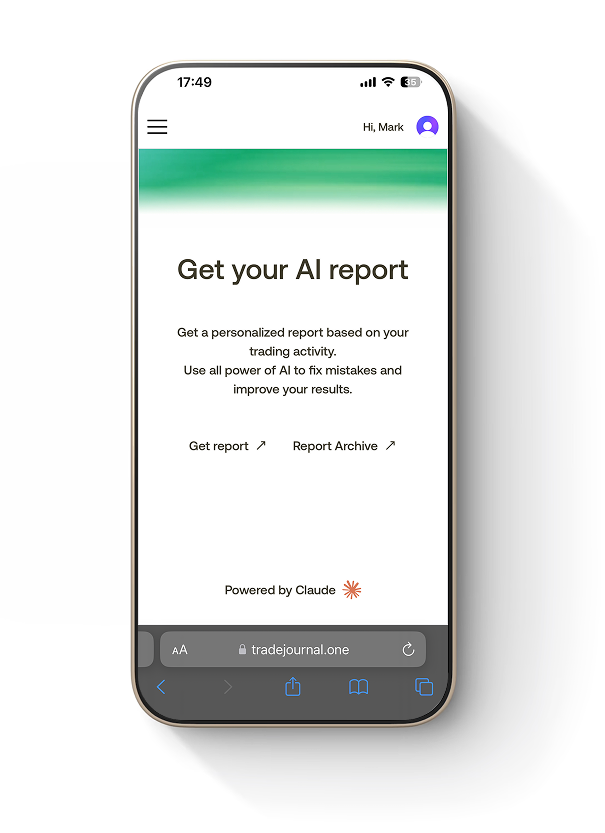 17:49
35
Hi, Mark
Get your AI report
Get a personalized report based on your
trading activity.
Use all power of AI to fix mistakes and
improve your results.
Get report ↗
Report Archive ↗
Powered by Claude
AA
tradejournal.one